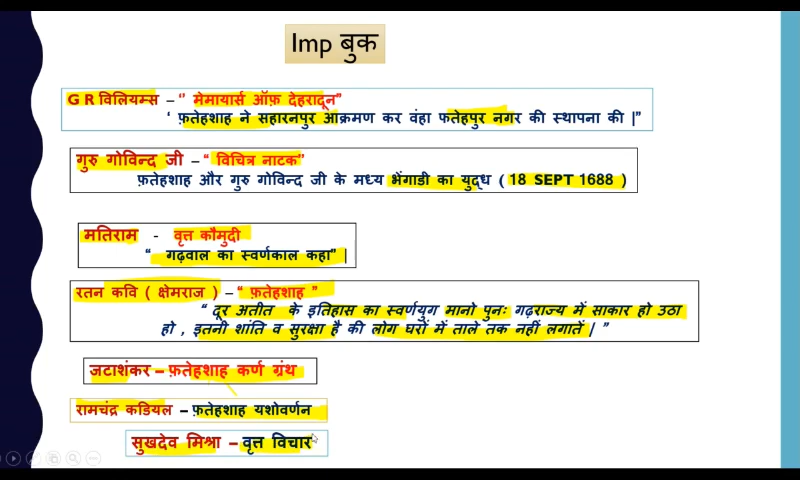 Imp बुक
G R विलियम्स – " मेमायार्स ऑफ़ देहरादून"
' फ़तेहशाह ने सहारनपुर आक्रमण कर वंहा फतेहपुर नगर की स्थापना की |"
गुरु गोविन्द जी – " विचित्र नाटक"
फ़तेहशाह और गुरु गोविन्द जी के मध्य भेंगाडी का युद्ध ( 18 SEPT 1688 )
मतिराम - वृत्त कौमुदी
" गढ़वाल का स्वर्णकाल कहा" |
रतन कवि ( क्षेमराज ) – " फ़तेहशाह "
" दूर अतीत के इतिहास का स्वर्णयुग मानो पुनः गढ़राज्य में साकार हो उठा
हो , इतनी शांति व सुरक्षा है की लोग घरों में ताले तक नहीं लगातें | "
जटाशंकर – फ़तेहशाह कर्ण ग्रंथ
रामचंद्र कडियल – फ़तेहशाह यशोवर्णन
सुखदेव मिश्रा – वृत्त विचार